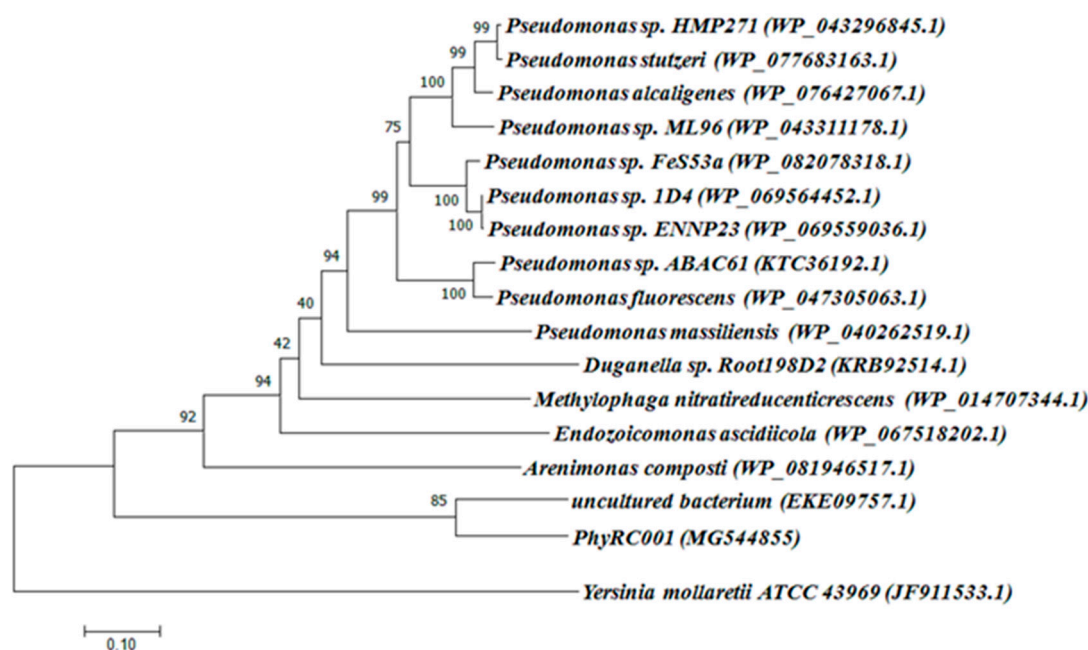 99
Pseudomonas sp. HMP271 (WP_043296845.1)
99
Pseudomonas stutzeri (WP_077683163.1)
100
Pseudomonas alcaligenes (WP_076427067.1)
75
Pseudomonas sp. ML96 (WP_043311178.1)
Pseudomonas sp. FeS53a (WP_082078318.1)
99
100
Pseudomonas sp. 1D4 (WP_069564452.1)
100
Pseudomonas sp. ENNP23 (WP_069559036.1)
94
Pseudomonas sp. ABAC61 (KTC36192.1)
100
Pseudomonas fluorescens (WP_047305063.1)
40
Pseudomonas massiliensis (WP_040262519.1)
42
Duganella sp. Root198D2 (KRB92514.1)
94
Methylophaga nitratireducenticrescens (WP_014707344.1)
92
Endozoicomonas ascidiicola (WP_067518202.1)
Arenimonas composti (WP_081946517.1)
85
uncultured bacterium (EKE09757.1)
PhyRC001 (MG544855)
Yersinia mollaretii ATCC 43969 (JF911533.1)
0.10